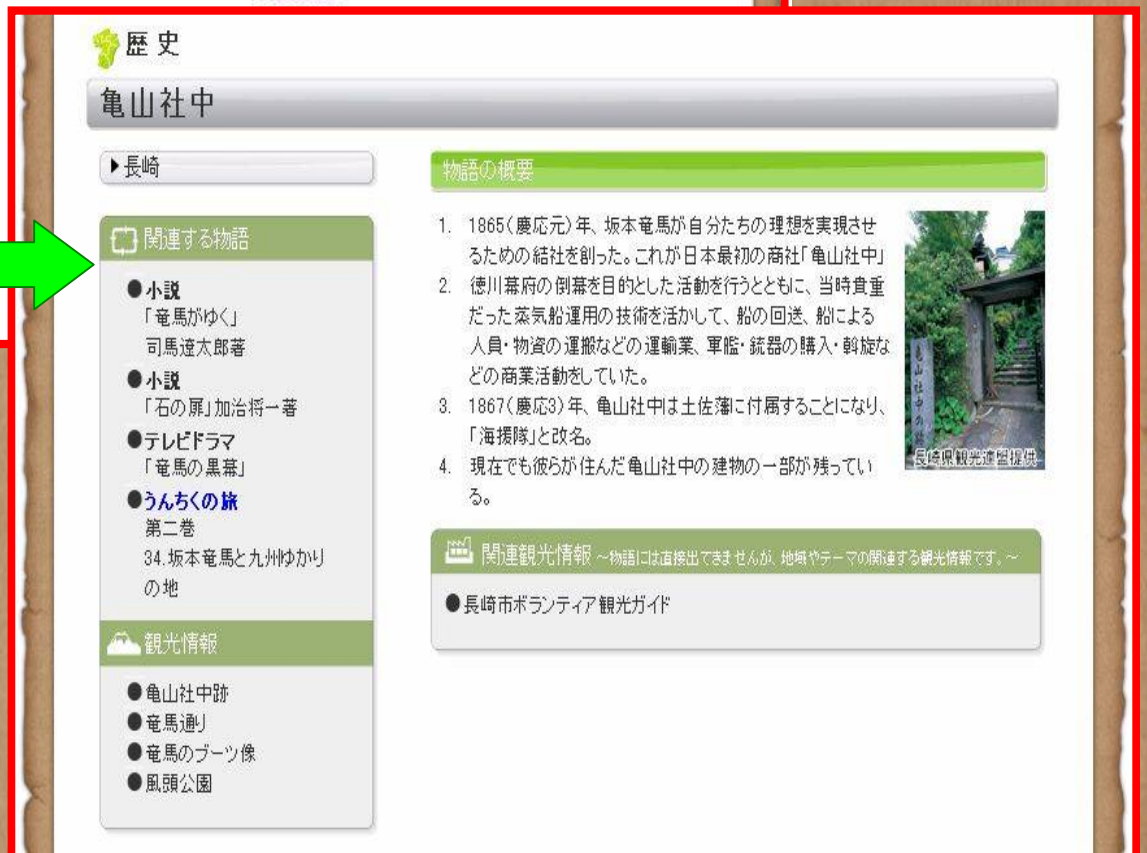 歴史
亀山社中
▶長崎
関連する物語
●小説
「竜馬がゆく」
司馬遼太郎著
●小説
「石の扉」加治将一著
●テレビドラマ
「竜馬の黒幕」
●うんちくの旅
第二巻
34.坂本竜馬と九州ゆかり
の地
観光情報
●亀山社中跡
●竜馬通り
●竜馬のブーツ像
●風頭公園
物語の概要
1. 1865(慶応元)年、坂本竜馬が自分たちの理想を実現させ
るための結社を創った。これが日本最初の商社「亀山社中」
2. 徳川幕府の倒幕を目的とした活動を行うとともに、当時貴重
だった蒸気船運用の技術を活かして、船の回送、船による
人員・物資の運搬などの運輸業、軍艦・銃器の購入・斡旋な
どの商業活動をしていた。
3. 1867(慶応3)年、亀山社中は土佐藩に付属することになり、
「海援隊」と改名。
4. 現在でも彼らが住んだ亀山社中の建物の一部が残ってい
る。
亀山社中の跡
長崎県観光連盟提供
関連観光情報 ～物語には直接出てきませんが、地域やテーマの関連する観光情報です。～
●長崎市ボランティア観光ガイド